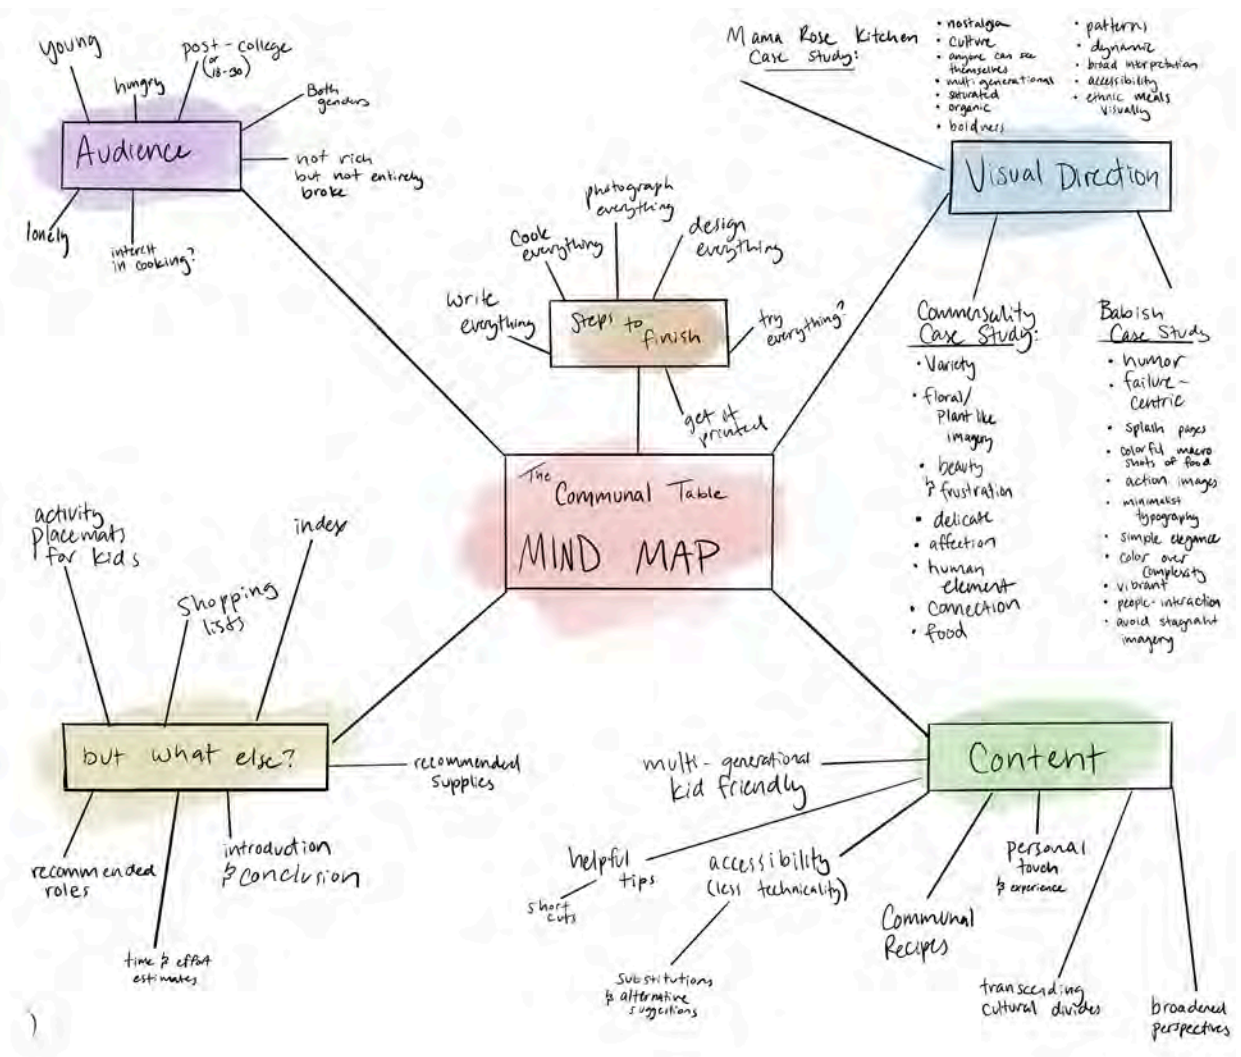 young
hungry
post-college
(or
18-30)
Both
genders
Audience
not rich
but not entirely
broke
lonely
interest
in cooking?
Mama Rose Kitchen
Case Study:
• nostalgia
• culture
• anyone can see
themselves
• multi generational
• saturated
• organic
• boldness
• patterns
• dynamic
• broad interpretation
• accessibility
• ethnic meals
visually
Visual Direction
Commensality
Case Study:
• Variety
• floral/
Plant like
imagery
• beauty
& frustration
• delicate
• affection
• human
element
• connection
• food
Babish
Case Study
• humor
• failure-
centric
• splash pages
• colorful macro
shots of food
• action images
• minimalist
typography
• simple elegance
• color over
complexity
• vibrant
• people-interaction
• avoid stagnant
imagery
photograph
everything
Cook
everything
design
everything
write
everything
Steps to
finish
try
everything?
get it
printed
The
Communal Table
MIND MAP
activity
placemats
for kids
Shopping
lists
index
but what else?
recommended
supplies
recommended
roles
introduction
& conclusion
time & effort
estimates
Content
multi-generational
kid friendly
helpful
tips
short
cuts
accessibility
(less technicality)
Substitutions
& alternative
suggestions
Communal
Recipes
personal
touch
& experience
transcending
cultural divides
broadened
perspectives
)